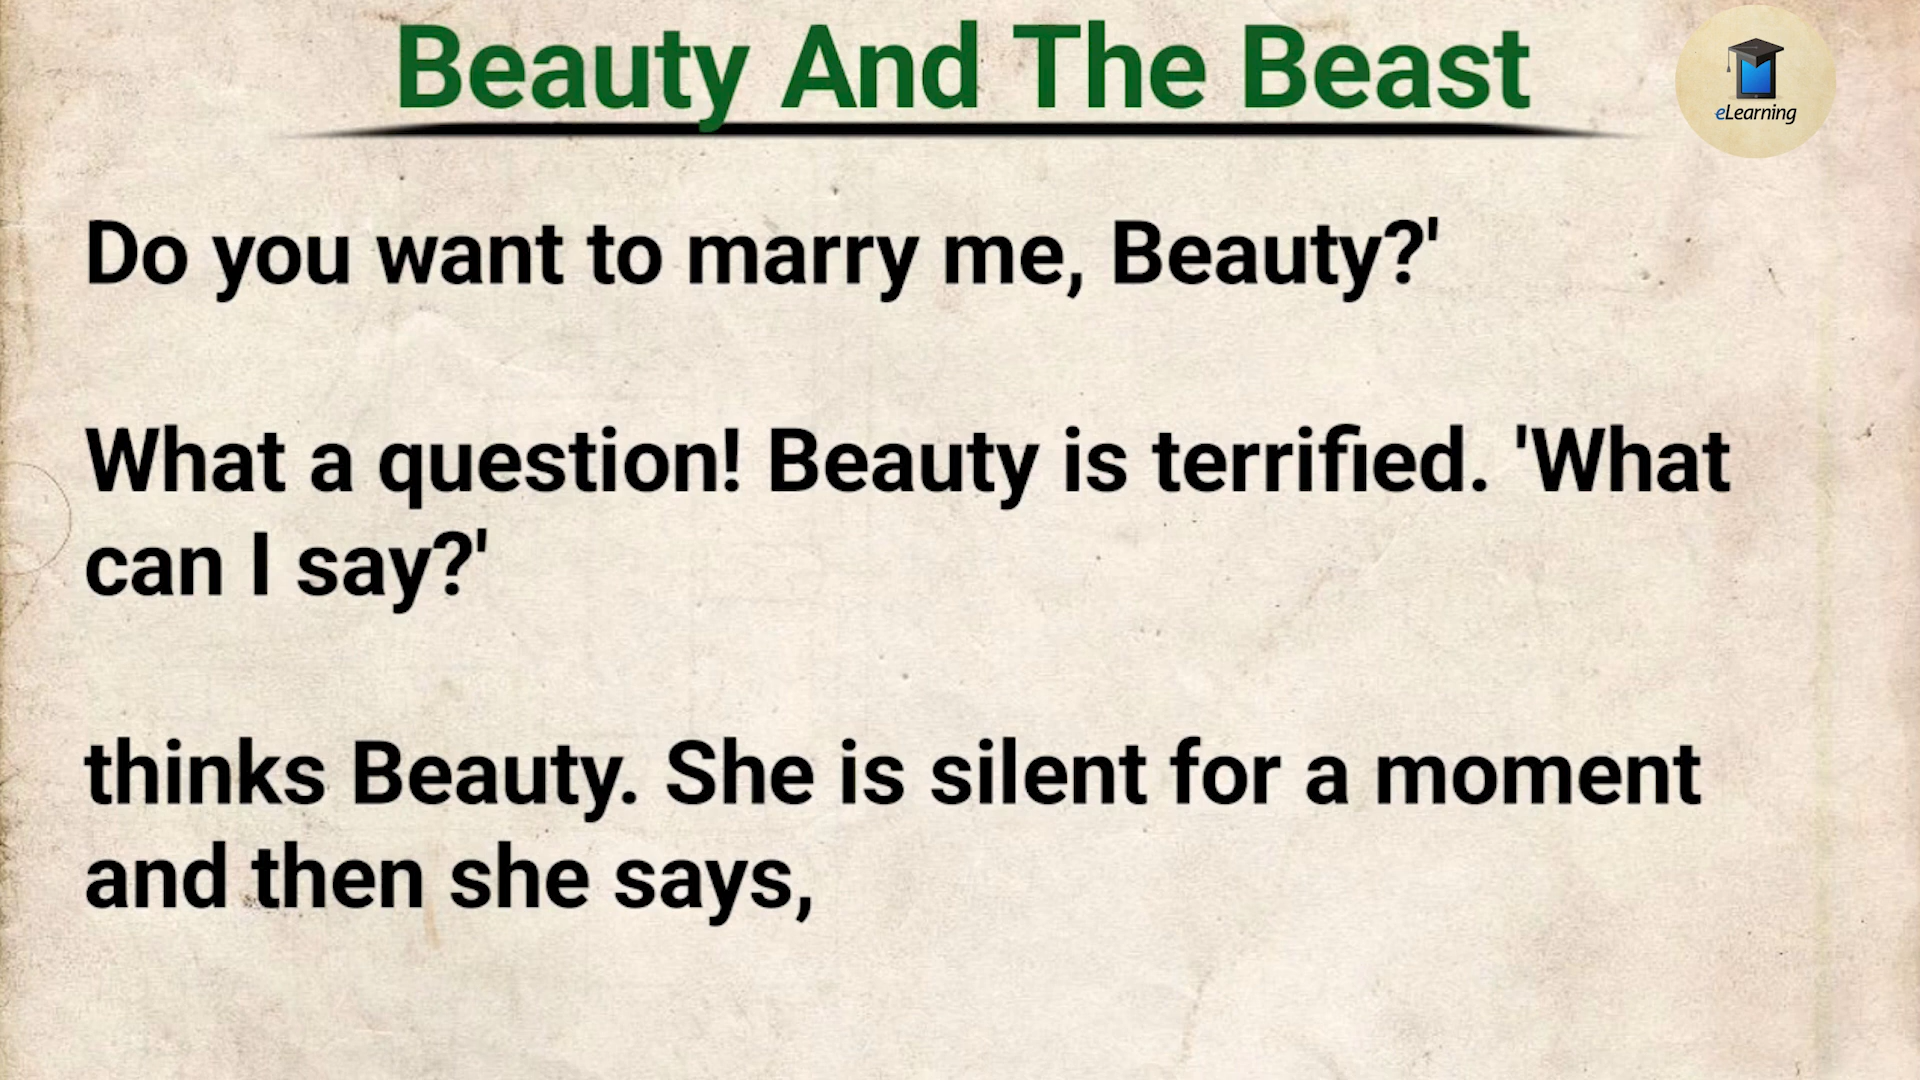 Beauty And The Beast
eLearning
Do you want to marry me, Beauty?'
What a question! Beauty is terrified. 'What
can I say?'
thinks Beauty. She is silent for a moment
and then she says,